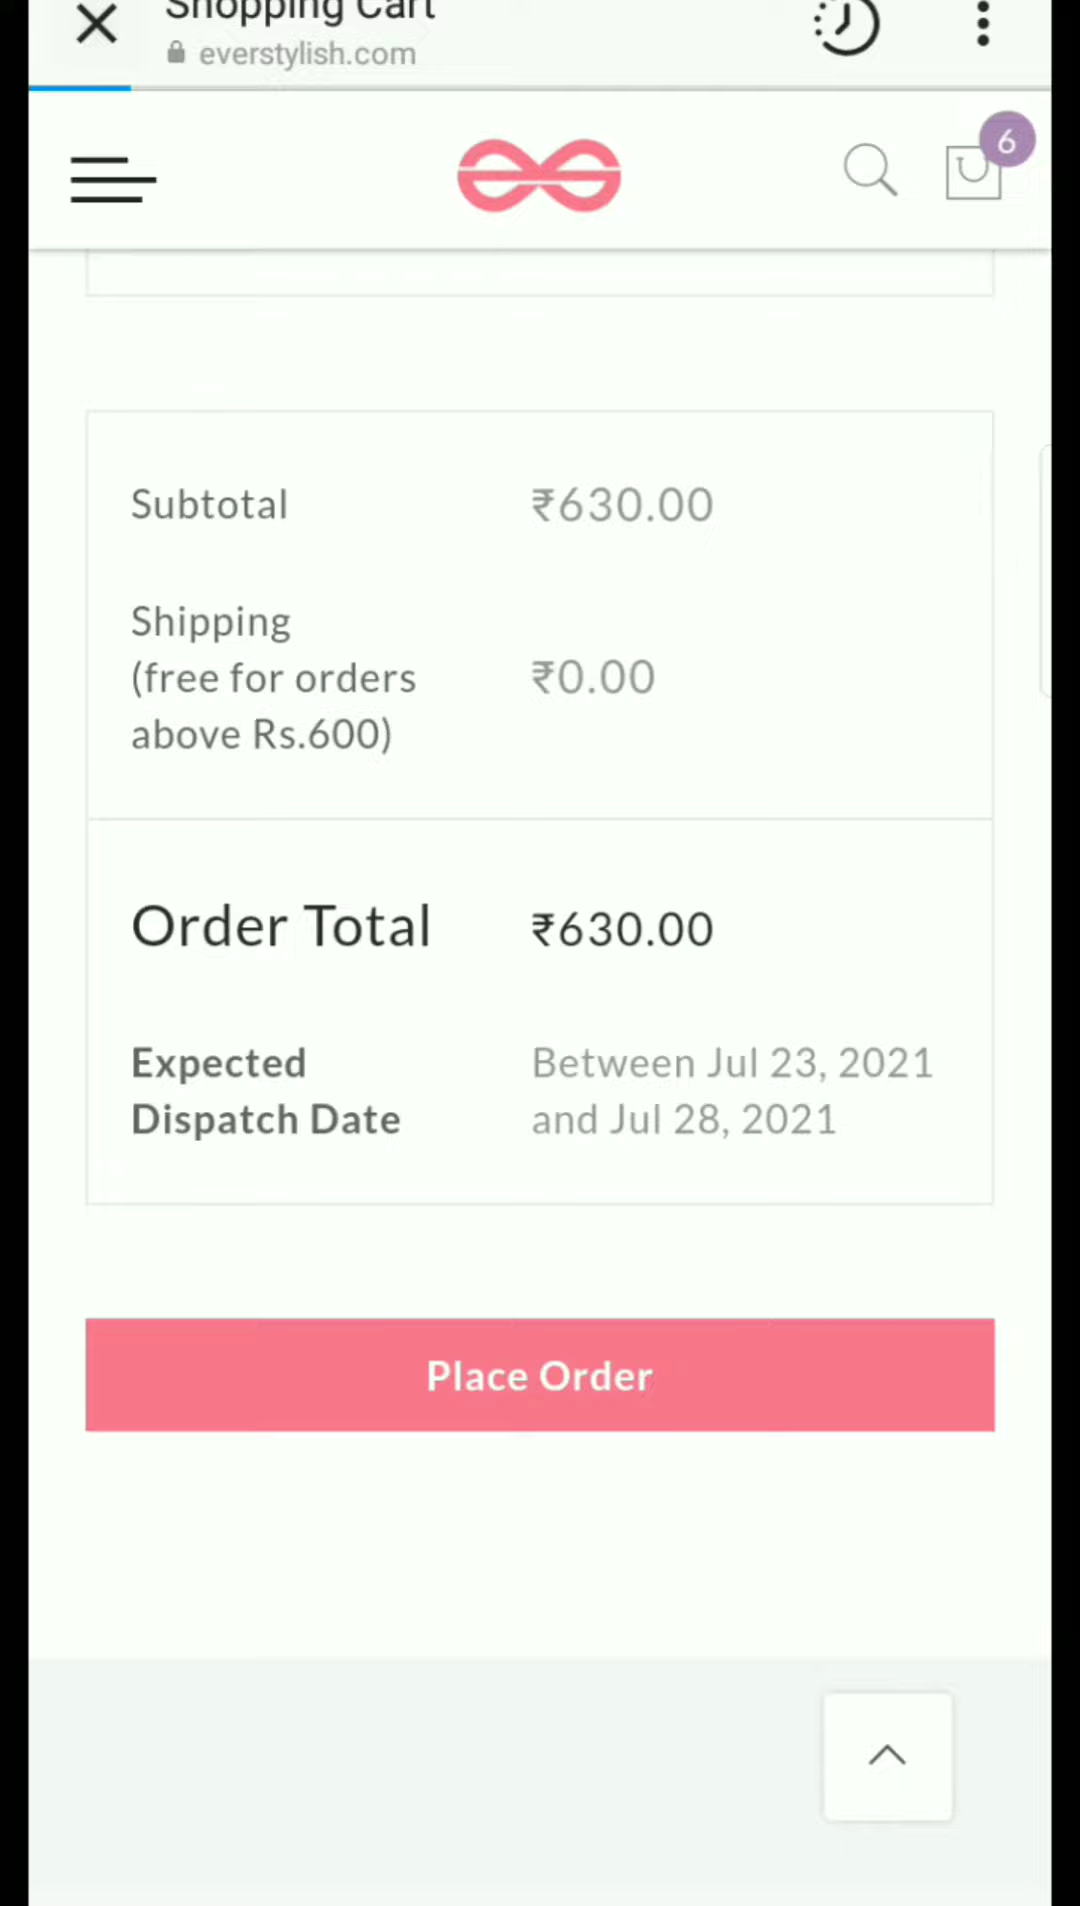 Shopping Cart
everstylish.com
6
Subtotal ₹630.00
Shipping
(free for orders ₹0.00
above Rs.600)
Order Total ₹630.00
Expected Between Jul 23, 2021
Dispatch Date and Jul 28, 2021
Place Order